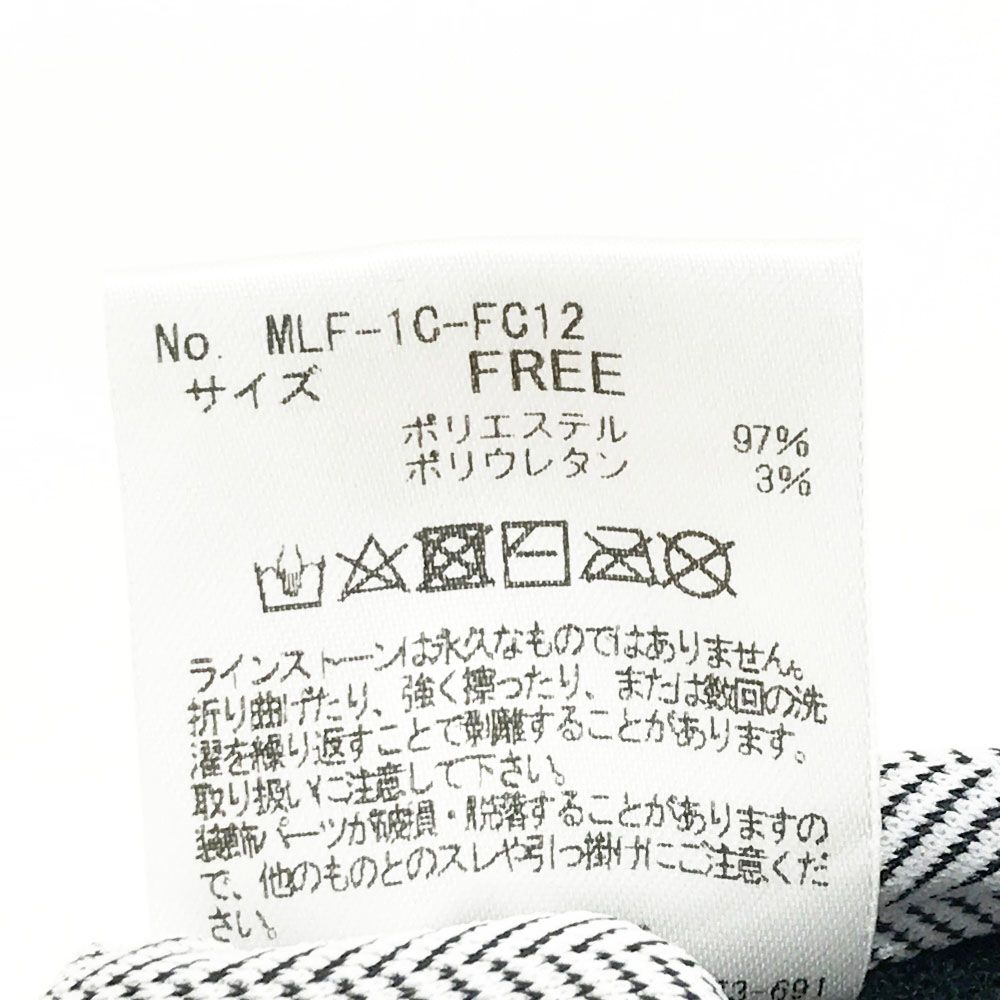 No. MLF-1C-FC12
サイズ FREE
ポリエステル 97%
ポリウレタン 3%
ラインストーンは永久なものではありません。
折り曲げたり、強く擦ったり、または数回の洗
濯を繰り返すことで剥離することがあります。
取り扱いに注意して下さい。
装飾パーツが破損・脱落することがありますの
で、他のものとのスレや引っ掛けにご注意くだ
さい。
3-691